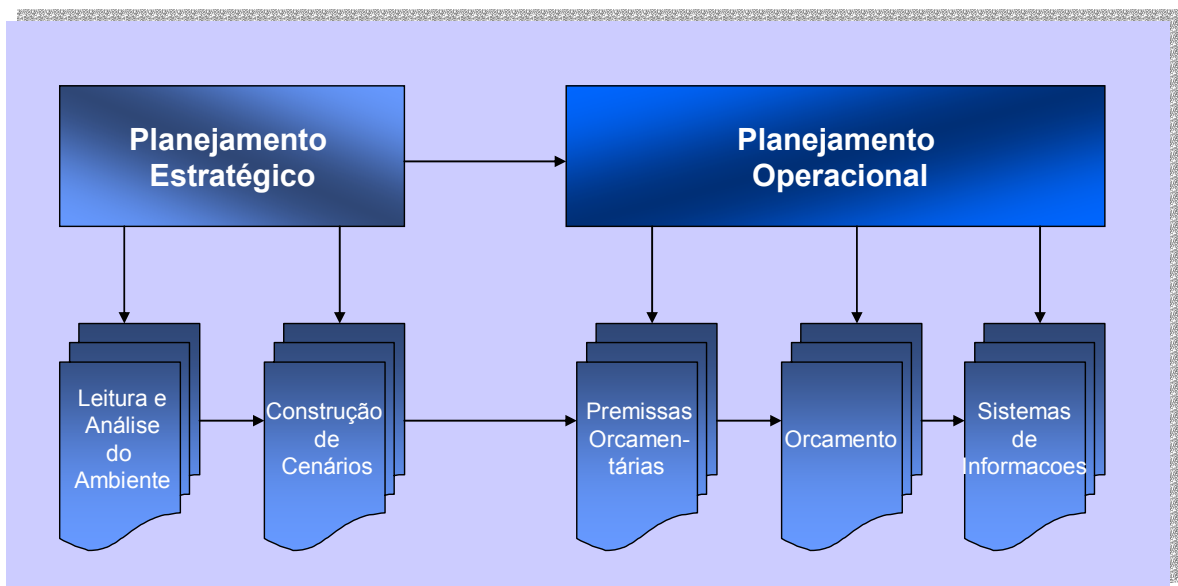 Planejamento
Estratégico
Planejamento
Operacional
Leitura e
Análise
do
Ambiente
Construção
de
Cenários
Premissas
Orcamen-
tárias
Orcamento
Sistemas
de
Informacoes